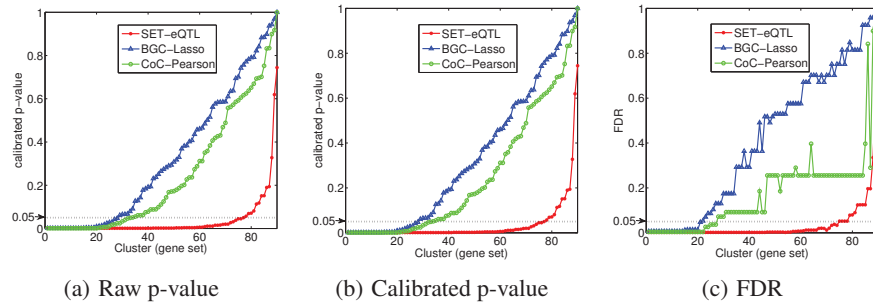 1
0.8
0.6
0.4
0.2
0.05
0
0 20 40 60 80
calibrated p-value
Cluster (gene set)
SET-eQTL
BGC-Lasso
CoC-Pearson
(a) Raw p-value
1
0.8
0.6
0.4
0.2
0.05
0
0 20 40 60 80
calibrated p-value
Cluster (gene set)
SET-eQTL
BGC-Lasso
CoC-Pearson
(b) Calibrated p-value
1
0.8
0.6
0.4
0.2
0.05
0
0 20 40 60 80
FDR
Cluster (gene set)
SET-eQTL
BGC-Lasso
CoC-Pearson
(c) FDR